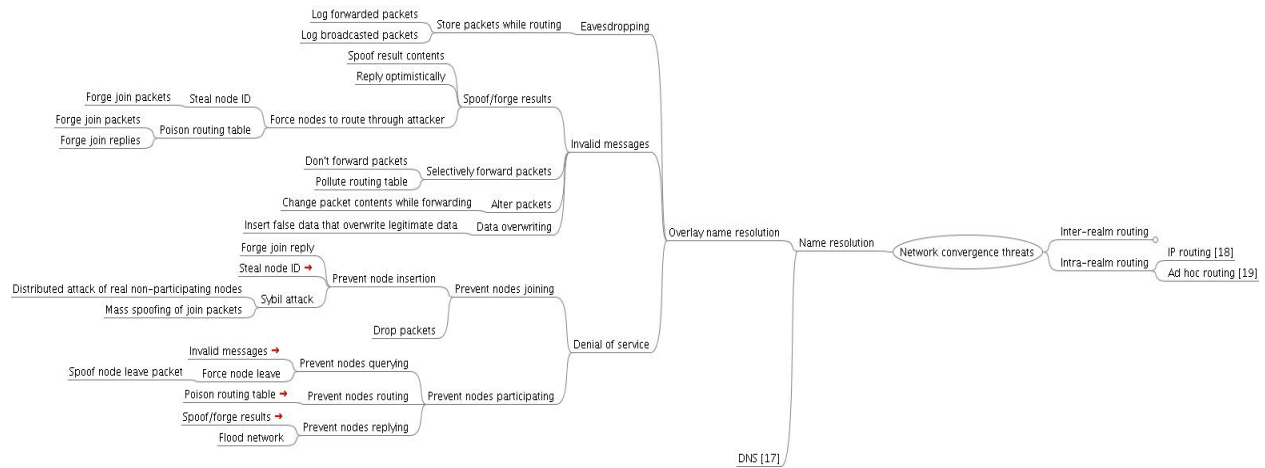 Log forwarded packets
Log broadcasted packets
Store packets while routing
Eavesdropping
Spoof result contents
Reply optimistically
Forge join packets
Steal node ID
Forge join packets
Forge join replies
Poison routing table
Force nodes to route through attacker
Spoof/forge results
Don't forward packets
Pollute routing table
Selectively forward packets
Change packet contents while forwarding
Alter packets
Insert false data that overwrite legitimate data
Data overwriting
Invalid messages
Forge join reply
Steal node ID ➜
Distributed attack of real non-participating nodes
Mass spoofing of join packets
Sybil attack
Prevent node insertion
Drop packets
Prevent nodes joining
Invalid messages ➜
Spoof node leave packet
Force node leave
Prevent nodes querying
Poison routing table ➜
Prevent nodes routing
Spoof/forge results ➜
Flood network
Prevent nodes replying
Prevent nodes participating
Denial of service
Overlay name resolution
DNS [17]
Name resolution
Network convergence threats
Inter-realm routing
Intra-realm routing
IP routing [18]
Ad hoc routing [19]